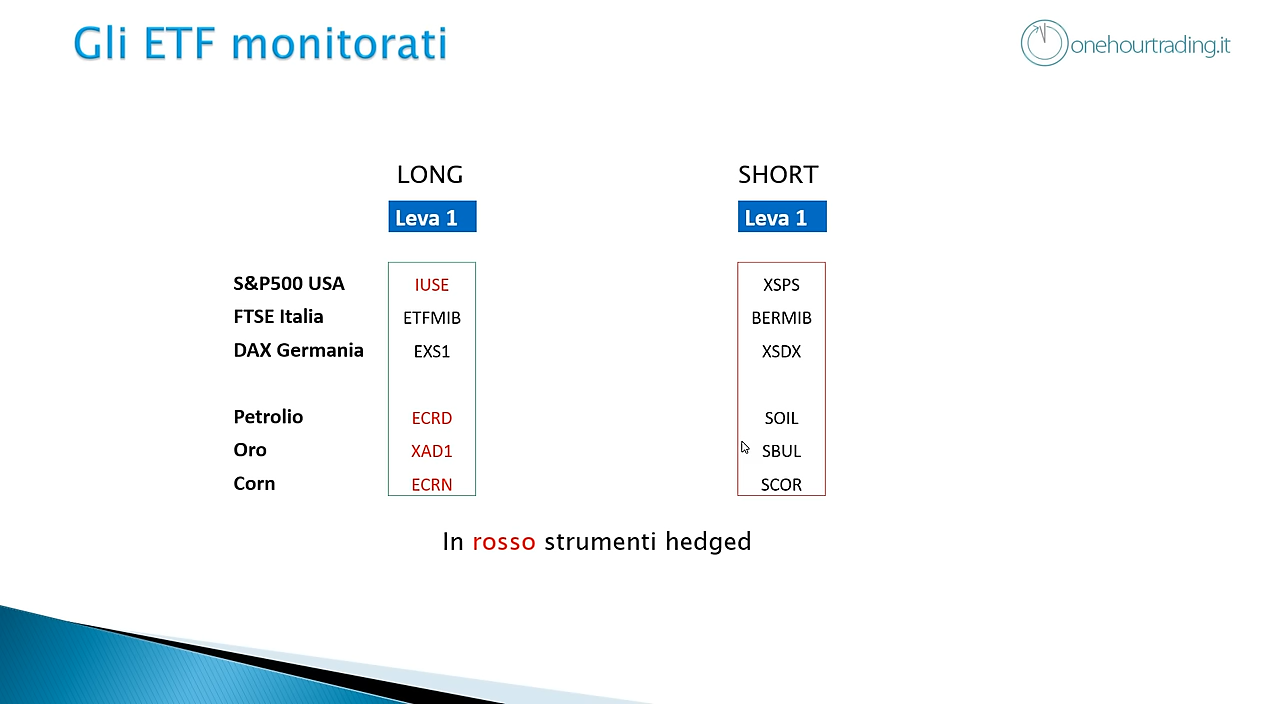 Gli ETF monitorati
onehourtrading.it
LONG SHORT
Leva 1 Leva 1
S&P500 USA IUSE XSPS
FTSE Italia ETFMIB BERMIB
DAX Germania EXS1 XSDX
Petrolio ECRD SOIL
Oro XAD1 SBUL
Corn ECRN SCOR
In rosso strumenti hedged